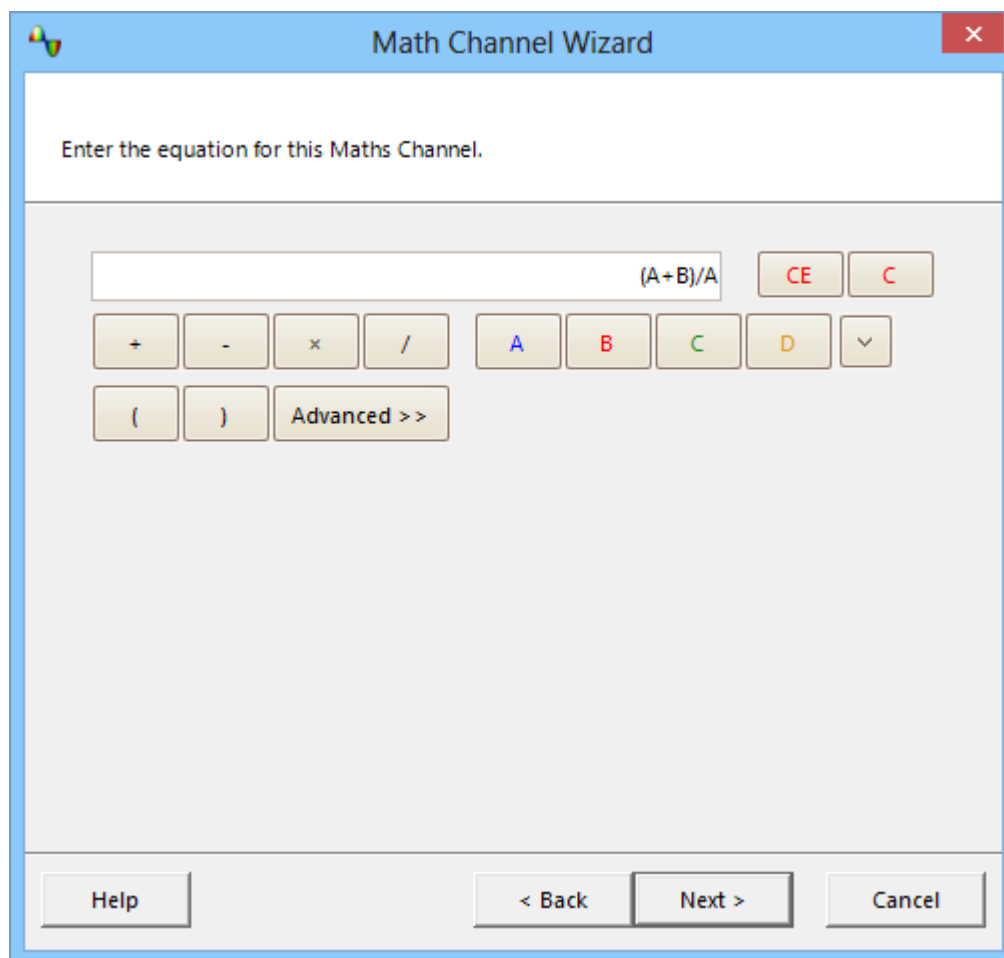 Math Channel Wizard
Enter the equation for this Maths Channel.
(A+B)/A CE C
+ - × / A B C D
( ) Advanced >>
Help < Back Next > Cancel